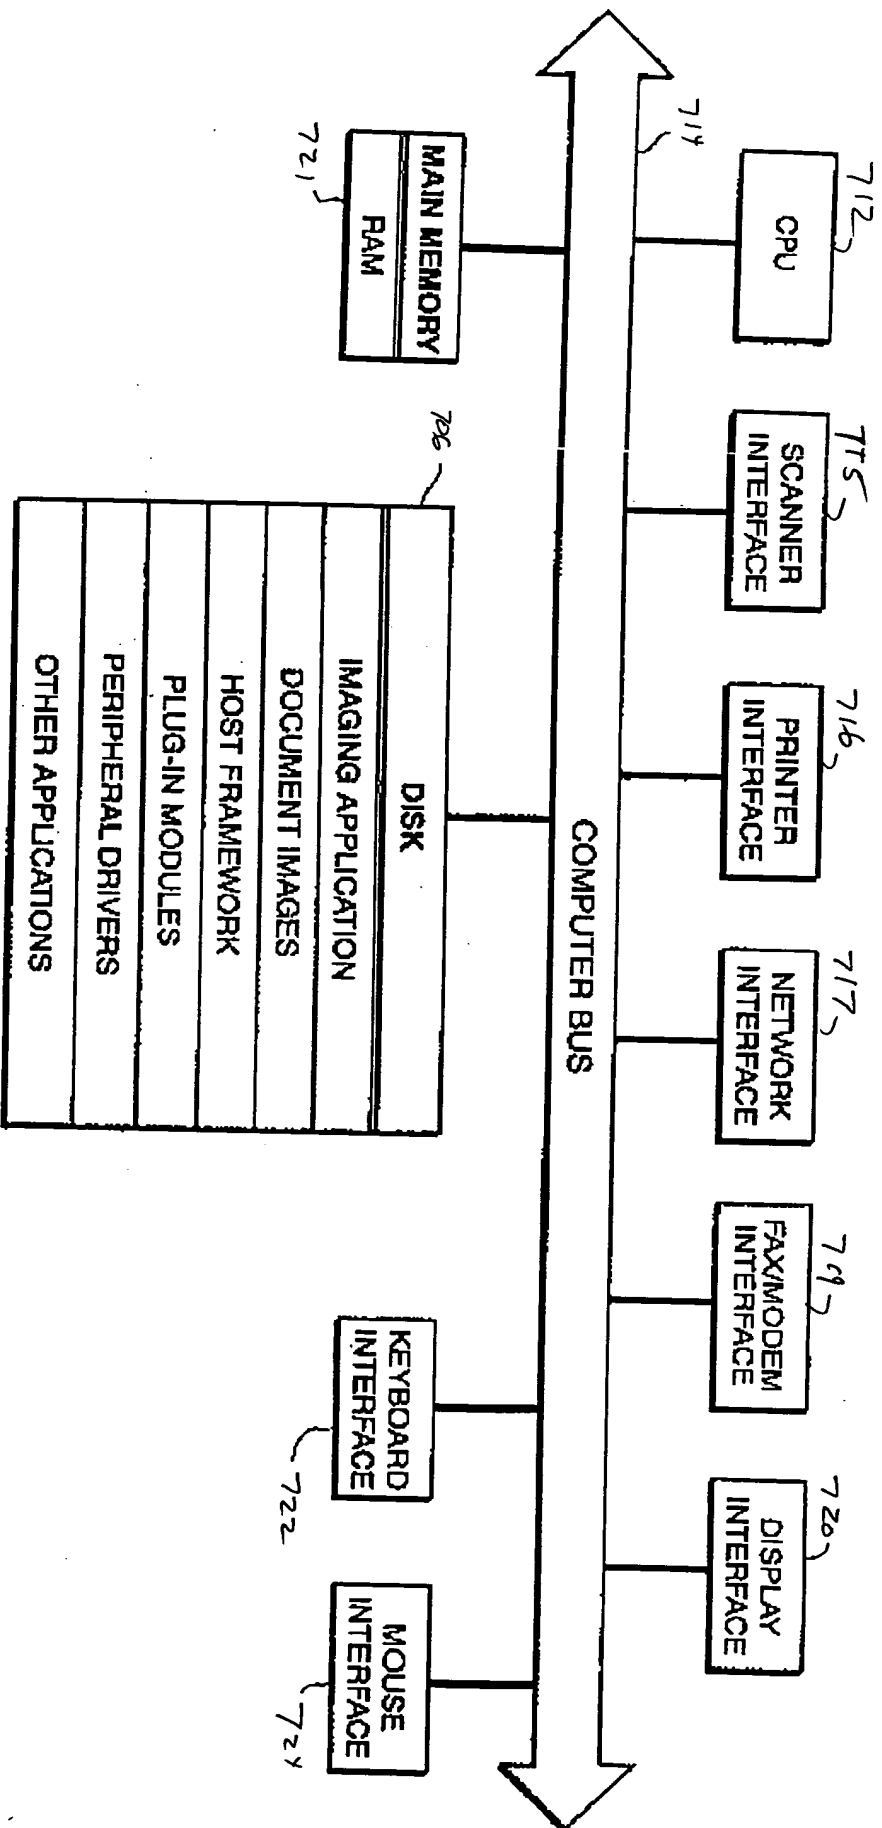 712
CPU
715
SCANNER
INTERFACE
716
PRINTER
INTERFACE
717
NETWORK
INTERFACE
709
FAX/MODEM
INTERFACE
720
DISPLAY
INTERFACE
714
COMPUTER BUS
MAIN MEMORY
RAM
721
706
DISK
IMAGING APPLICATION
DOCUMENT IMAGES
HOST FRAMEWORK
PLUG-IN MODULES
PERIPHERAL DRIVERS
OTHER APPLICATIONS
KEYBOARD
INTERFACE
722
MOUSE
INTERFACE
724